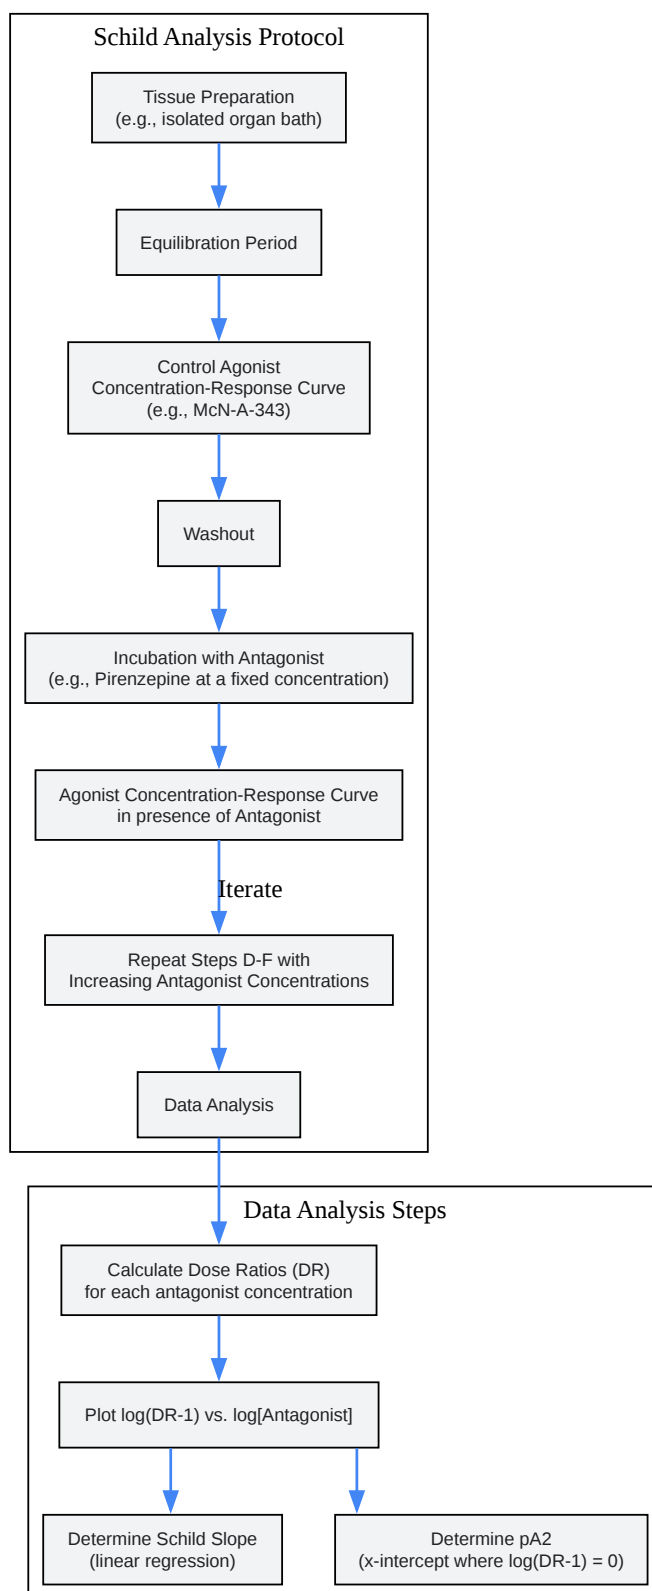 Schild Analysis Protocol
Tissue Preparation
(e.g., isolated organ bath)
Equilibration Period
Control Agonist
Concentration-Response Curve
(e.g., McN-A-343)
Washout
Incubation with Antagonist
(e.g., Pirenzepine at a fixed concentration)
Agonist Concentration-Response Curve
in presence of Antagonist
Iterate
Repeat Steps D-F with
Increasing Antagonist Concentrations
Data Analysis
Data Analysis Steps
Calculate Dose Ratios (DR)
for each antagonist concentration
Plot log(DR-1) vs. log[Antagonist]
Determine Schild Slope
(linear regression)
Determine pA2
(x-intercept where log(DR-1) = 0)